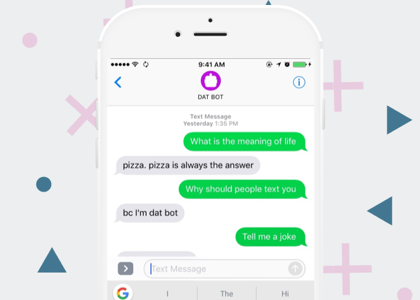 9:41 AM
DAT BOT
Text Message
Yesterday 1:35 PM
What is the meaning of life
pizza. pizza is always the answer
Why should people text you
bc I'm dat bot
Tell me a joke
Text Message
G
I
The
Hi